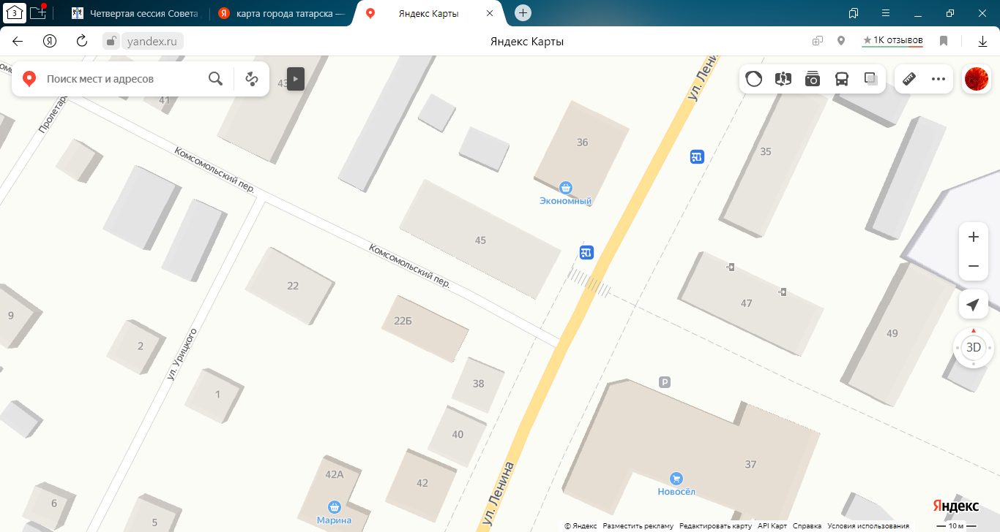 3
Четвертая сессия Совета
Я
карта города татарска —
Яндекс Карты
Я
yandex.ru
Яндекс Карты
★ 1К отзывов
Поиск мест и адресов
41
43
ул. Лени
Пролетар
Комсомольский пер.
36
35
Экономный
45
Комсомольский пер.
22
47
22Б
9
49
2
3D
ул. Урицкого
38
P
1
40
37
42А
42
ул. Ленина
Новосёл
6
Марина
5
Яндекс
© Яндекс Разместить рекламу Редактировать карту API Карт Справка Условия использования 10 м